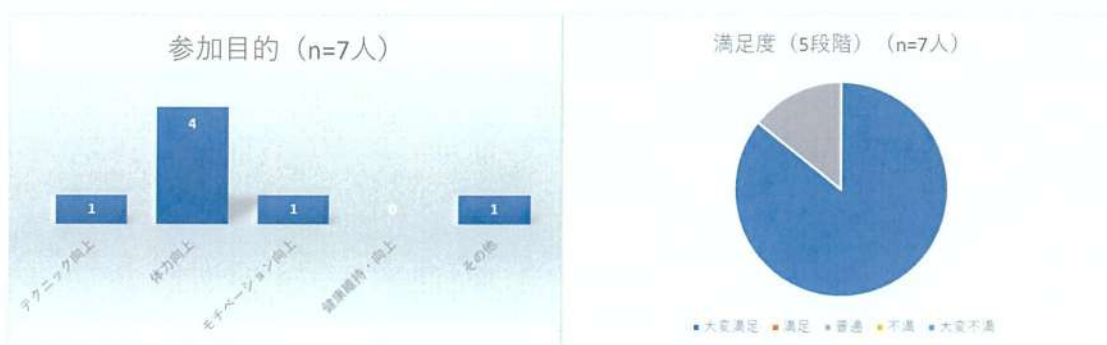 参加目的（n=7人）
1
4
1
0
1
テクニック向上
体力向上
モチベーション向上
健康維持・向上
その他
満足度（5段階）（n=7人）
大変満足 満足 普通 不満 大変不満